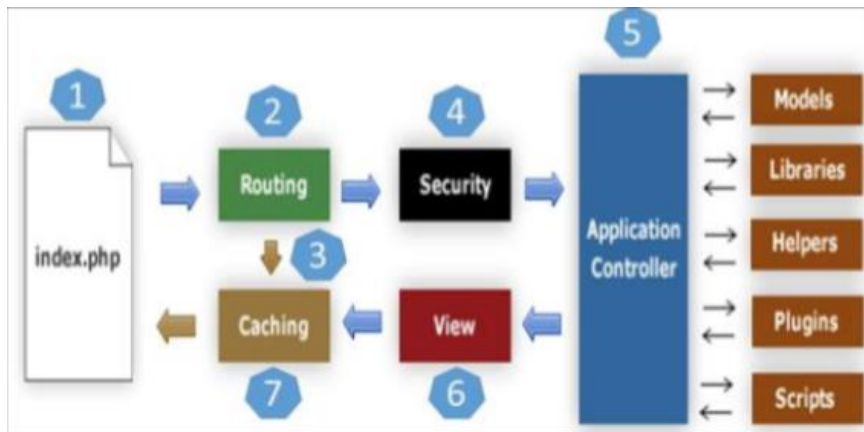 1
2
4
5
Models
Routing
Security
Libraries
index.php
3
Application
Controller
Helpers
Caching
View
Plugins
7
6
Scripts